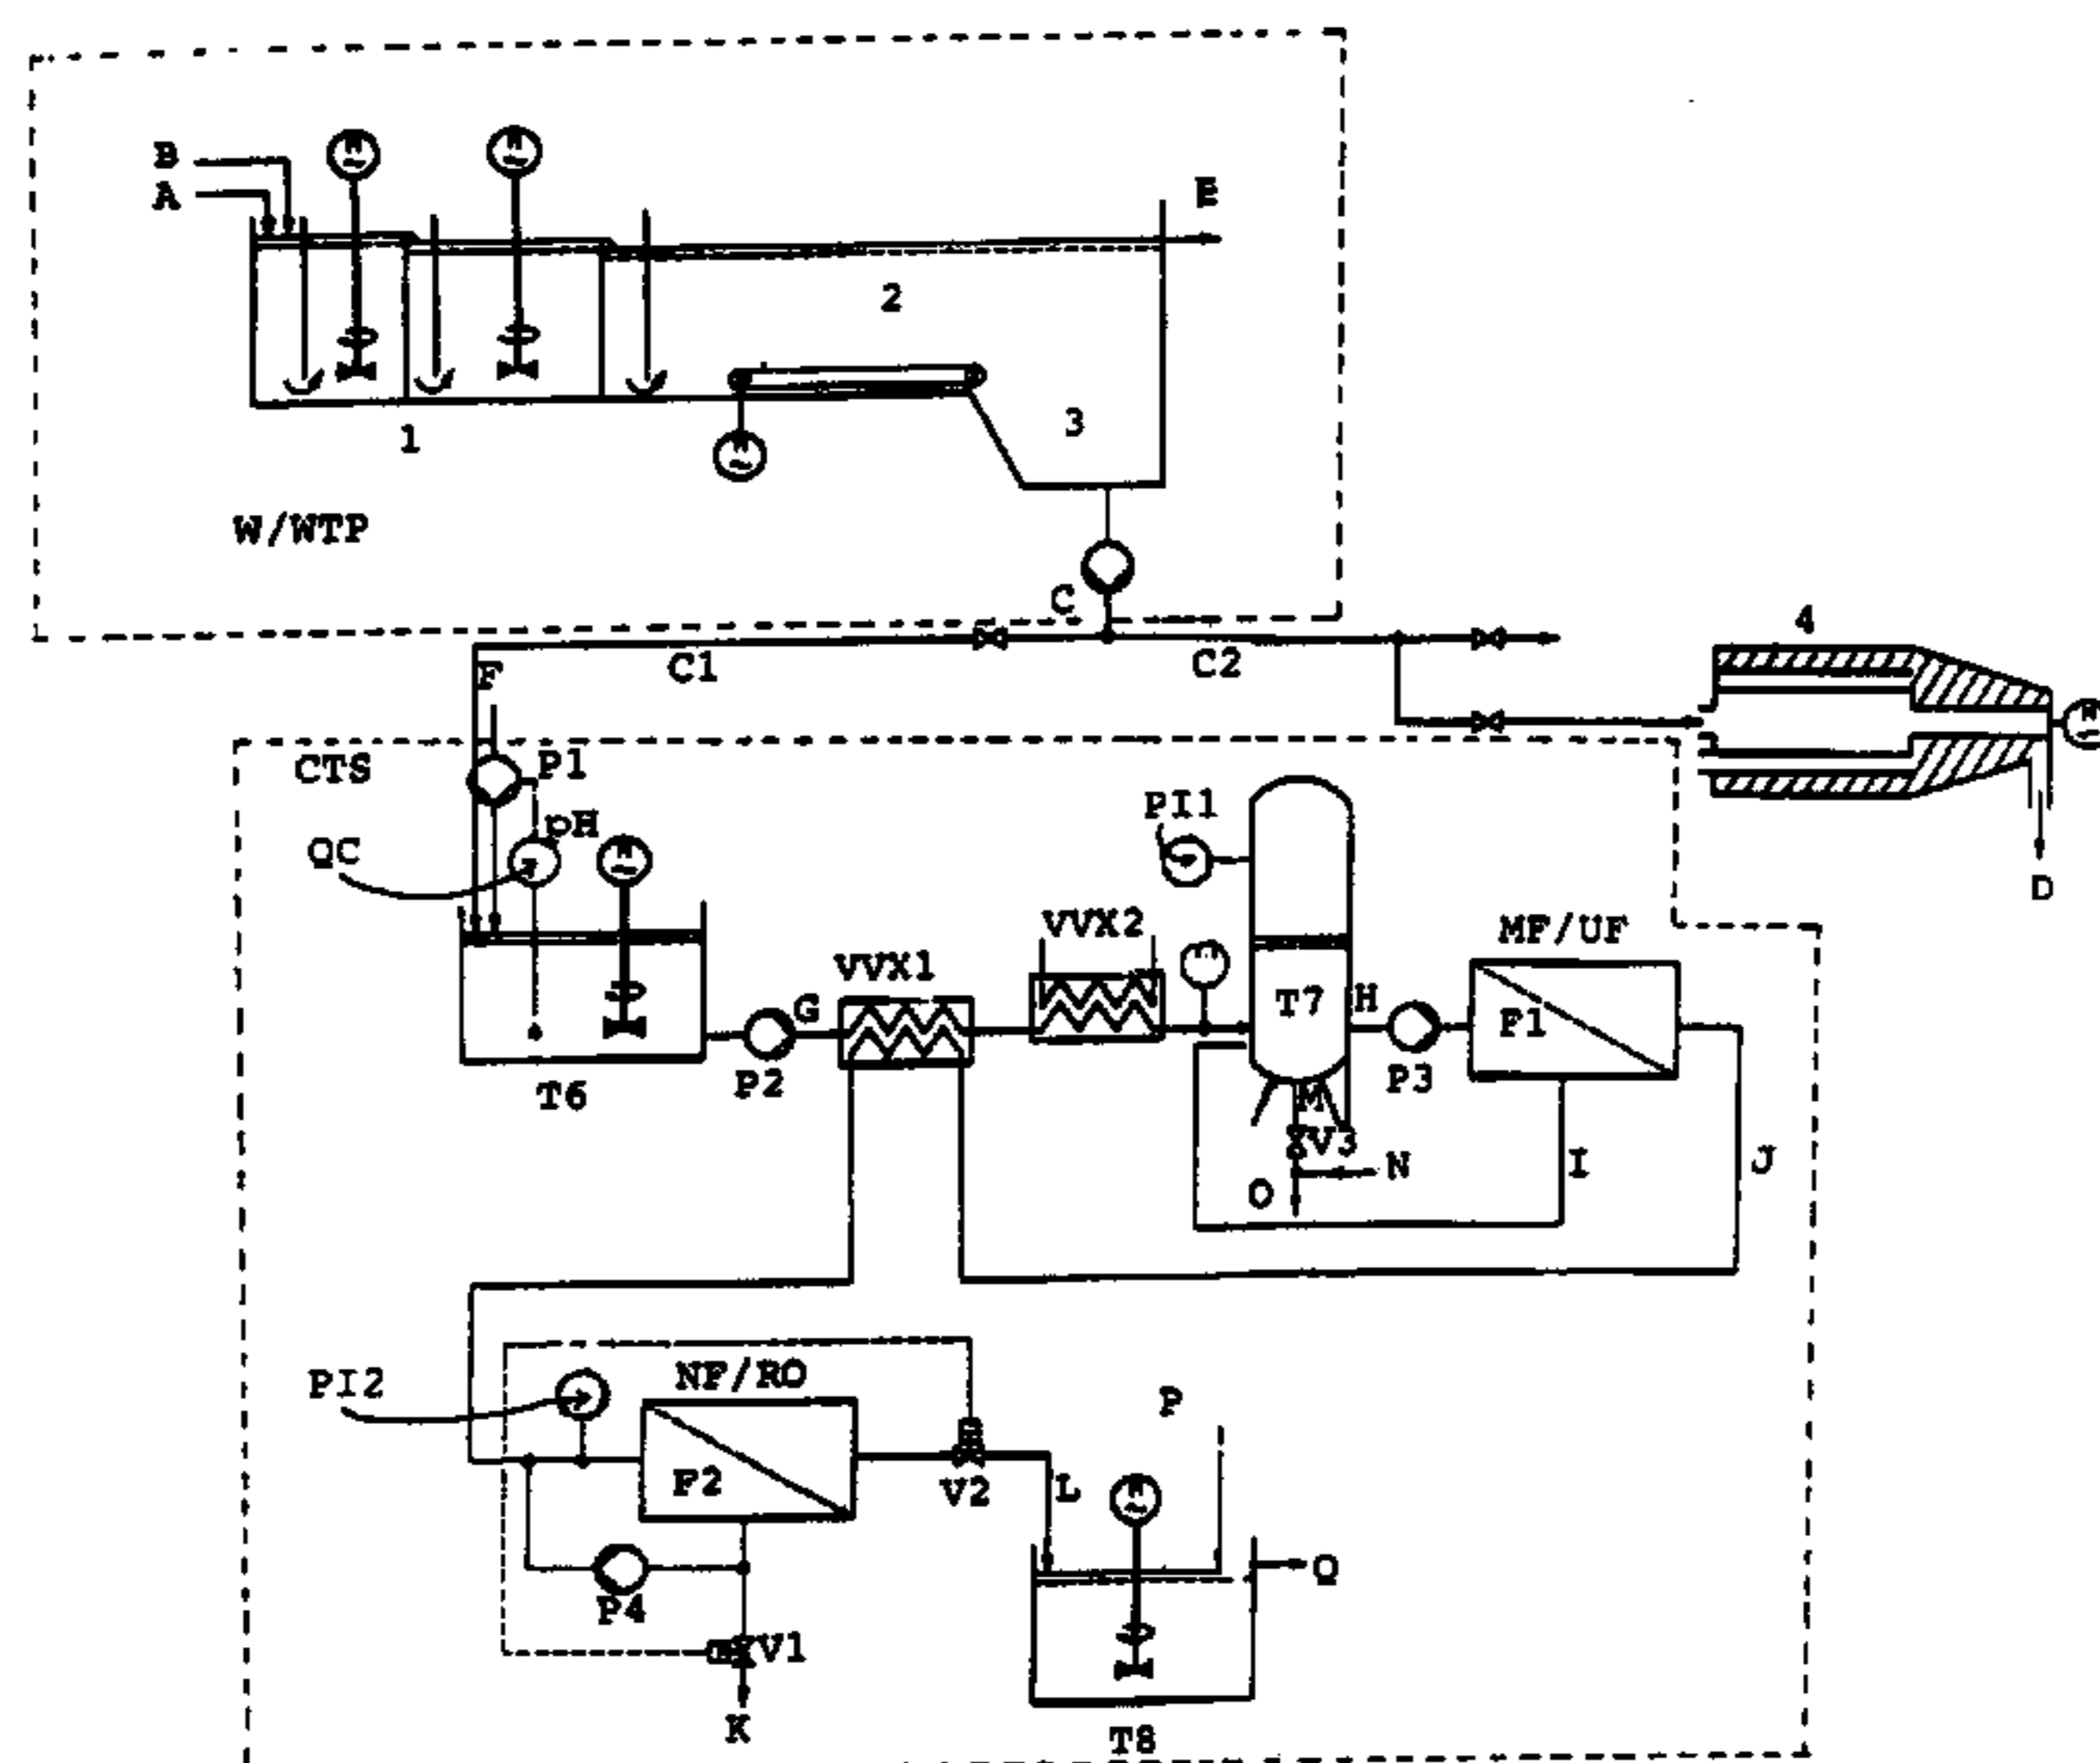 B
A
E
2
3
1
W/WTP
C
4
C1
C2
F
CTS
P1
pH
QC
PI1
D
VVX2
MF/UF
VVX1
G
T7
H
F1
P2
P3
T6
M
V3
N
I
J
O
PI2
NF/RO
P
F2
V2
L
Q
P4
V1
K
T8